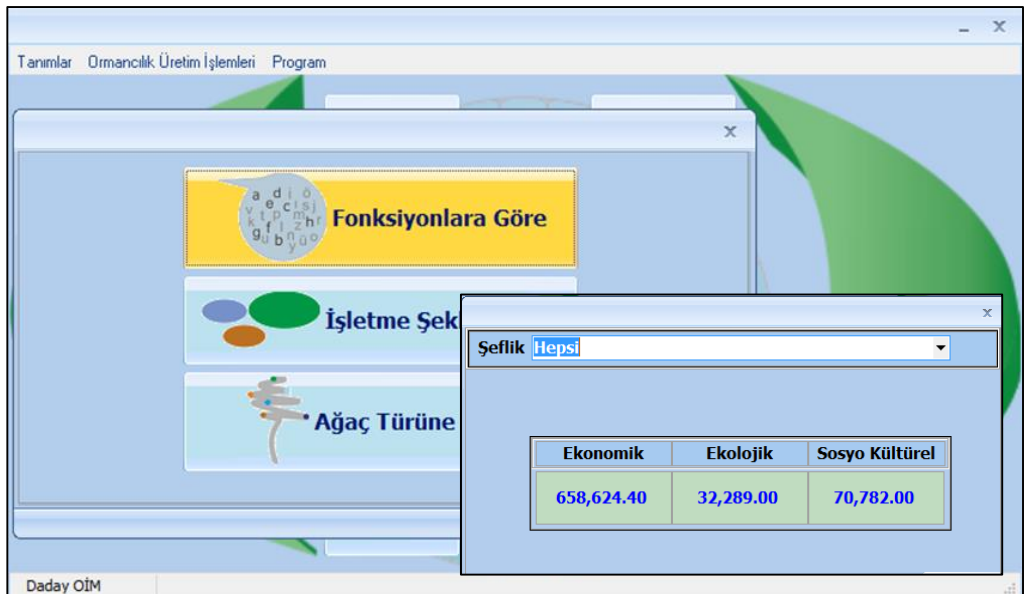 Tanımlar Ormancılık Üretim İşlemleri Program
Fonksiyonlara Göre
İşletme Şekl
Ağaç Türüne
Şeflik Hepsi
Ekonomik Ekolojik Sosyo Kültürel
658,624.40 32,289.00 70,782.00
Daday OİM